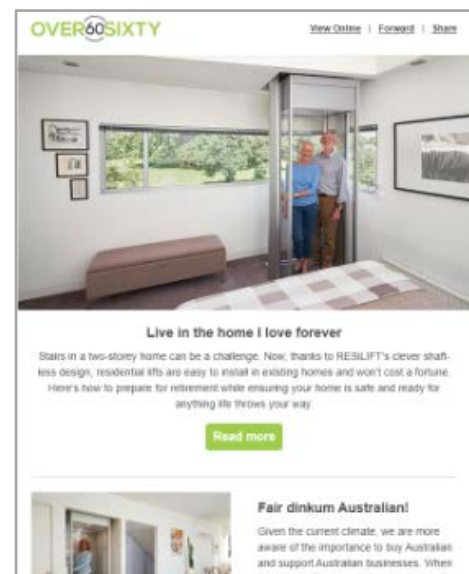 OVER60SIXTY
View Online | Forward | Share
Live in the home I love forever
Stairs in a two-storey home can be a challenge. Now, thanks to RESiLIFT's clever shaft-
less design, residential lifts are easy to install in existing homes and won't cost a fortune.
Here's how to prepare for retirement while ensuring your home is safe and ready for
anything life throws your way.
Read more
Fair dinkum Australian!
Given the current climate, we are more
aware of the importance to buy Australian
and support Australian businesses. When